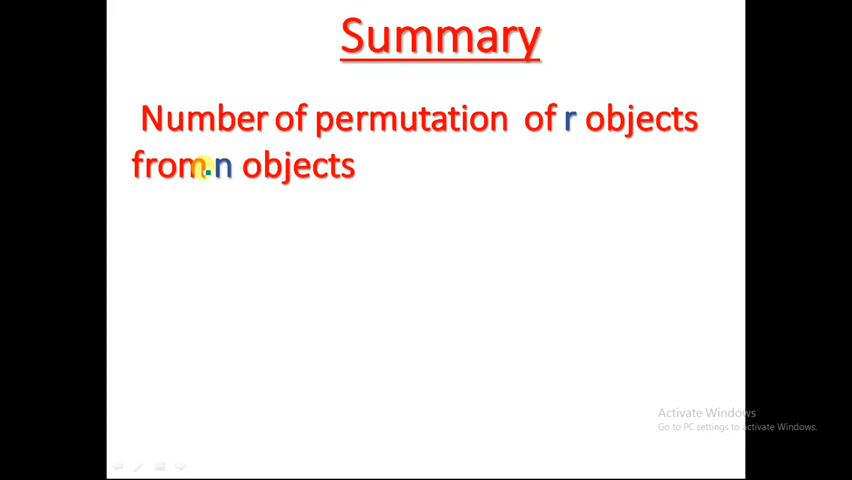 Summary
Number of permutation of r objects
from n objects
Activate Windows
Go to PC settings to activate Windows.